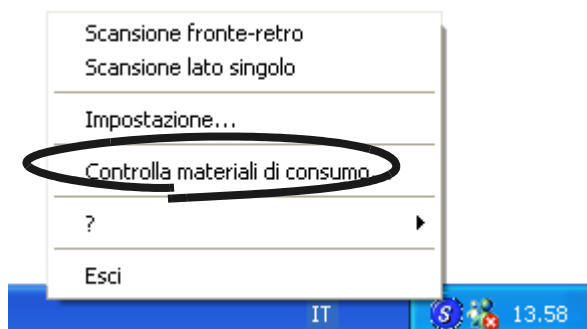 Scansione fronte-retro
Scansione lato singolo
Impostazione...
Controlla materiali di consumo...
?
Esci
IT S 13.58